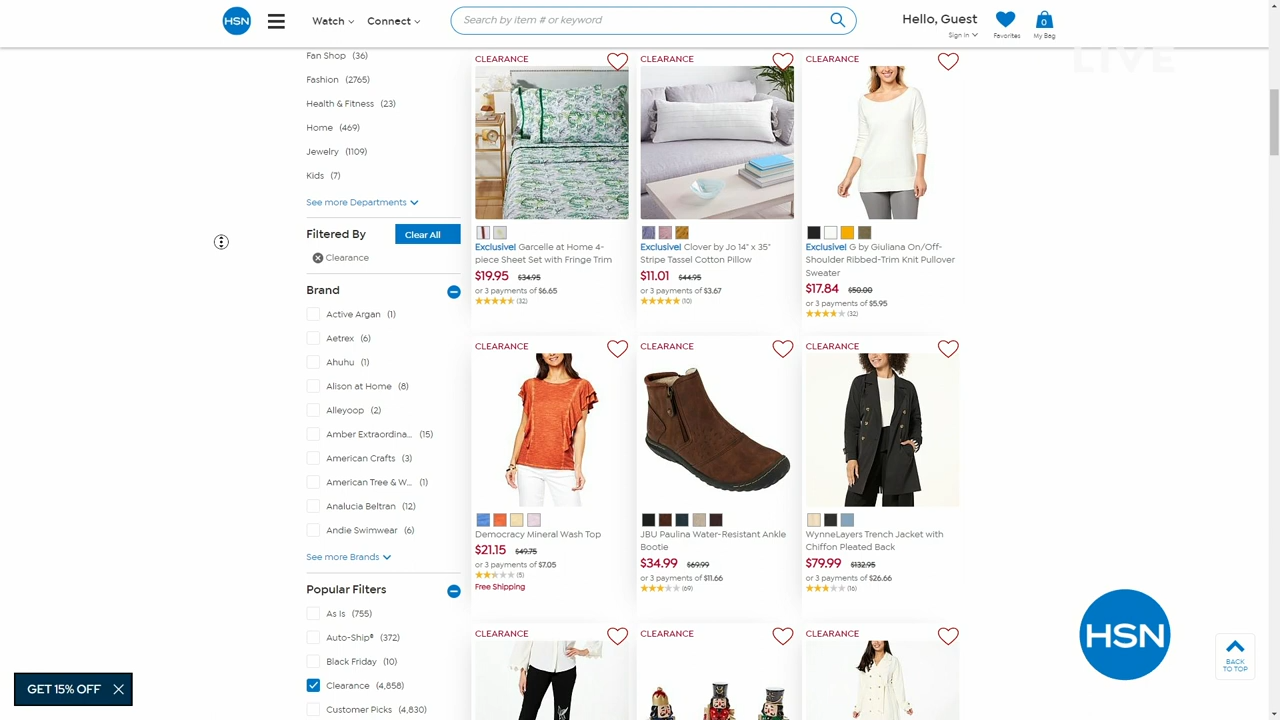 HSN
Watch
Connect
Search by item # or keyword
Hello, Guest
Sign In
Favorites
0
My Bag
LIVE
Fan Shop (36)
Fashion (2765)
Health & Fitness (23)
Home (469)
Jewelry (1109)
Kids (7)
See more Departments
Filtered By
Clear All
Clearance
Brand
Active Argan (1)
Aetrex (6)
Ahuhu (1)
Alison at Home (8)
Alleyoop (2)
Amber Extraordina... (15)
American Crafts (3)
American Tree & W... (1)
Analucia Beltran (12)
Andie Swimwear (6)
See more Brands
Popular Filters
As Is (755)
Auto-Ship® (372)
Black Friday (10)
Clearance (4,858)
Customer Picks (4,830)
CLEARANCE
Exclusive! Garcelle at Home 4-
piece Sheet Set with Fringe Trim
$19.95 $34.95
or 3 payments of $6.65
(32)
CLEARANCE
Exclusive! Clover by Jo 14" x 35"
Stripe Tassel Cotton Pillow
$11.01 $44.95
or 3 payments of $3.67
(10)
CLEARANCE
Exclusive! G by Giuliana On/Off-
Shoulder Ribbed-Trim Knit Pullover
Sweater
$17.84 $50.00
or 3 payments of $5.95
(32)
CLEARANCE
Democracy Mineral Wash Top
$21.15 $49.75
or 3 payments of $7.05
(5)
Free Shipping
CLEARANCE
JBU Paulina Water-Resistant Ankle
Bootie
$34.99 $69.99
or 3 payments of $11.66
(69)
CLEARANCE
WynneLayers Trench Jacket with
Chiffon Pleated Back
$79.99 $132.95
or 3 payments of $26.66
(16)
CLEARANCE
CLEARANCE
CLEARANCE
GET 15% OFF
HSN
BACK
TO TOP